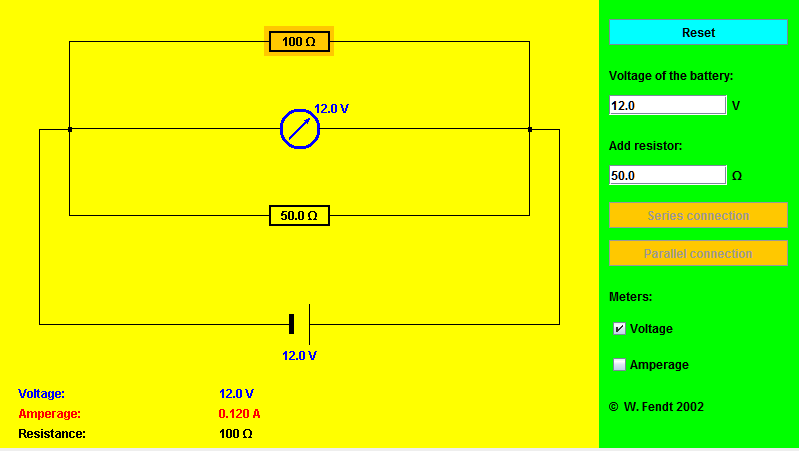 100 Ω
12.0 V
50.0 Ω
12.0 V
Voltage: 12.0 V
Amperage: 0.120 A
Resistance: 100 Ω
Reset
Voltage of the battery:
12.0 V
Add resistor:
50.0 Ω
Series connection
Parallel connection
Meters:
Voltage
Amperage
© W. Fendt 2002